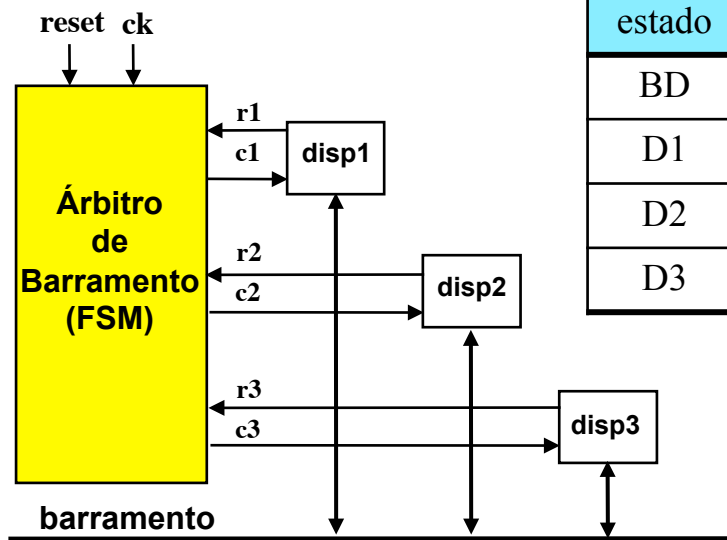 reset ck
Árbitro
de
Barramento
(FSM)
r1
c1
disp1
r2
c2
disp2
r3
c3
disp3
barramento
estado
BD
D1
D2
D3